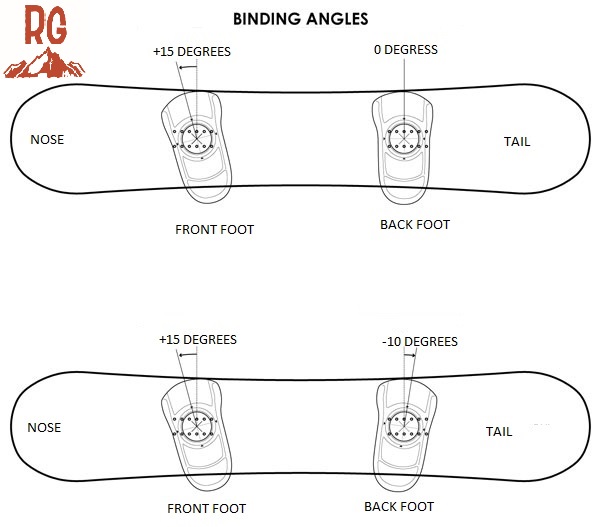 RG
BINDING ANGLES
+15 DEGREES
0 DEGRESS
NOSE
TAIL
FRONT FOOT
BACK FOOT
+15 DEGREES
-10 DEGREES
NOSE
TAIL
FRONT FOOT
BACK FOOT